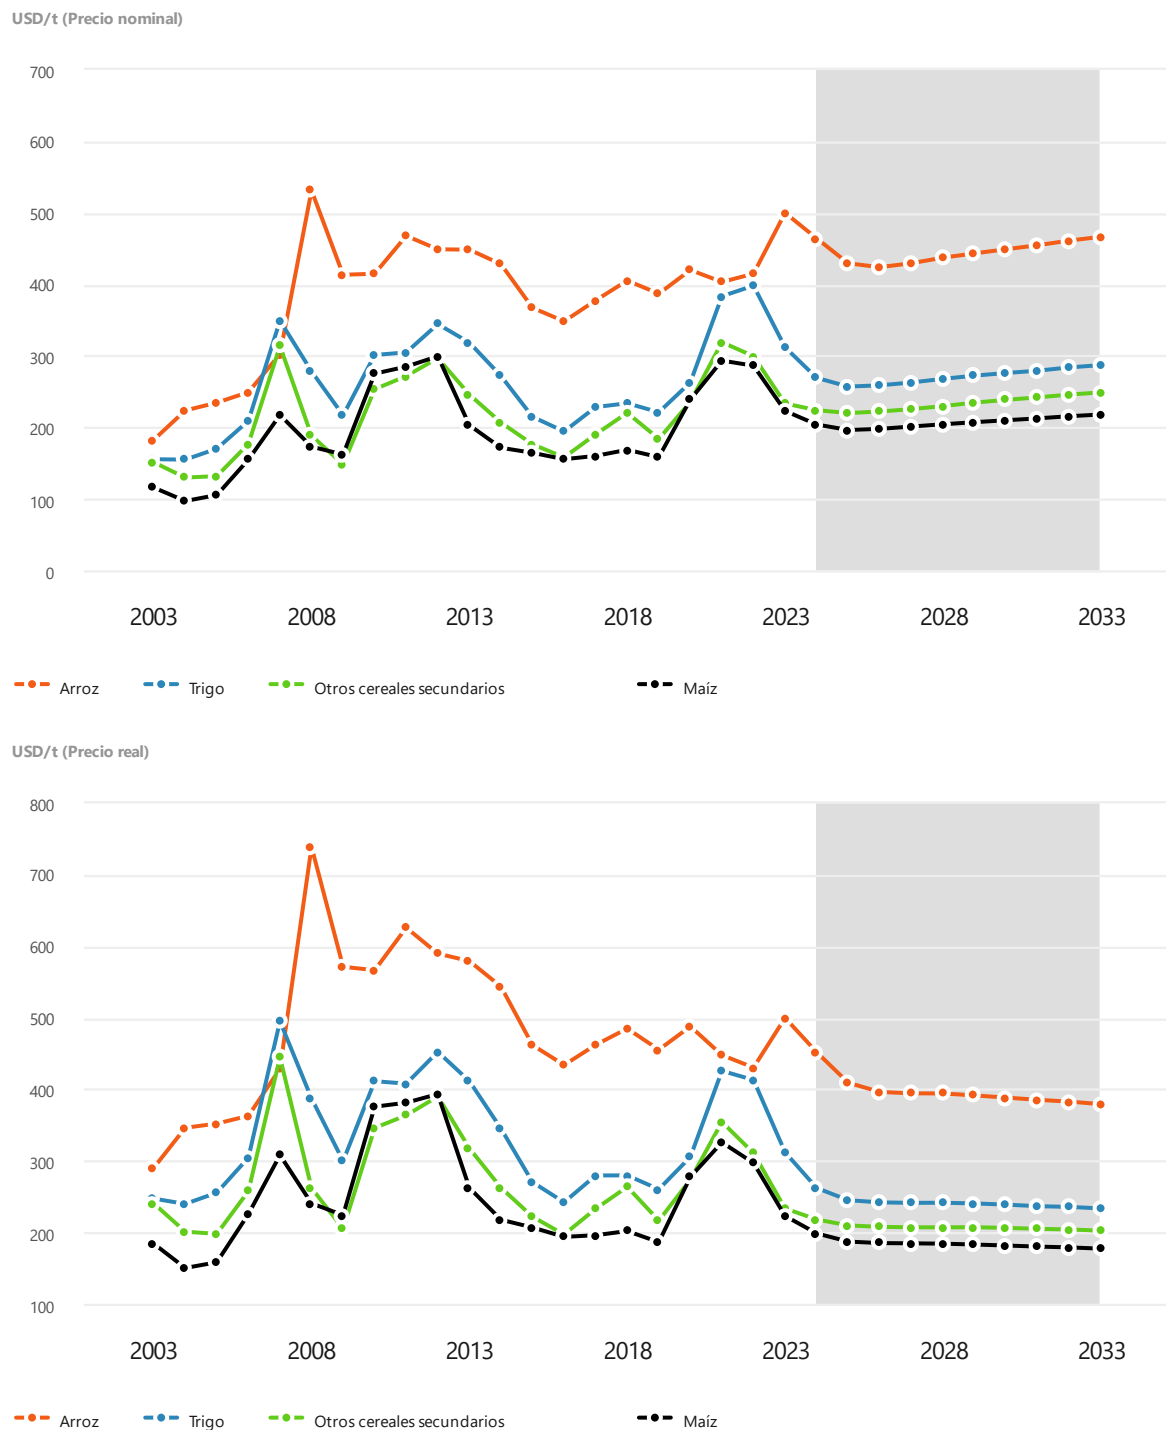 USD/t (Precio nominal)
700
600
500
400
300
200
100
0
2003 2008 2013 2018 2023 2028 2033
Arroz Trigo Otros cereales secundarios Maíz
USD/t (Precio real)
800
700
600
500
400
300
200
100
2003 2008 2013 2018 2023 2028 2033
Arroz Trigo Otros cereales secundarios Maíz